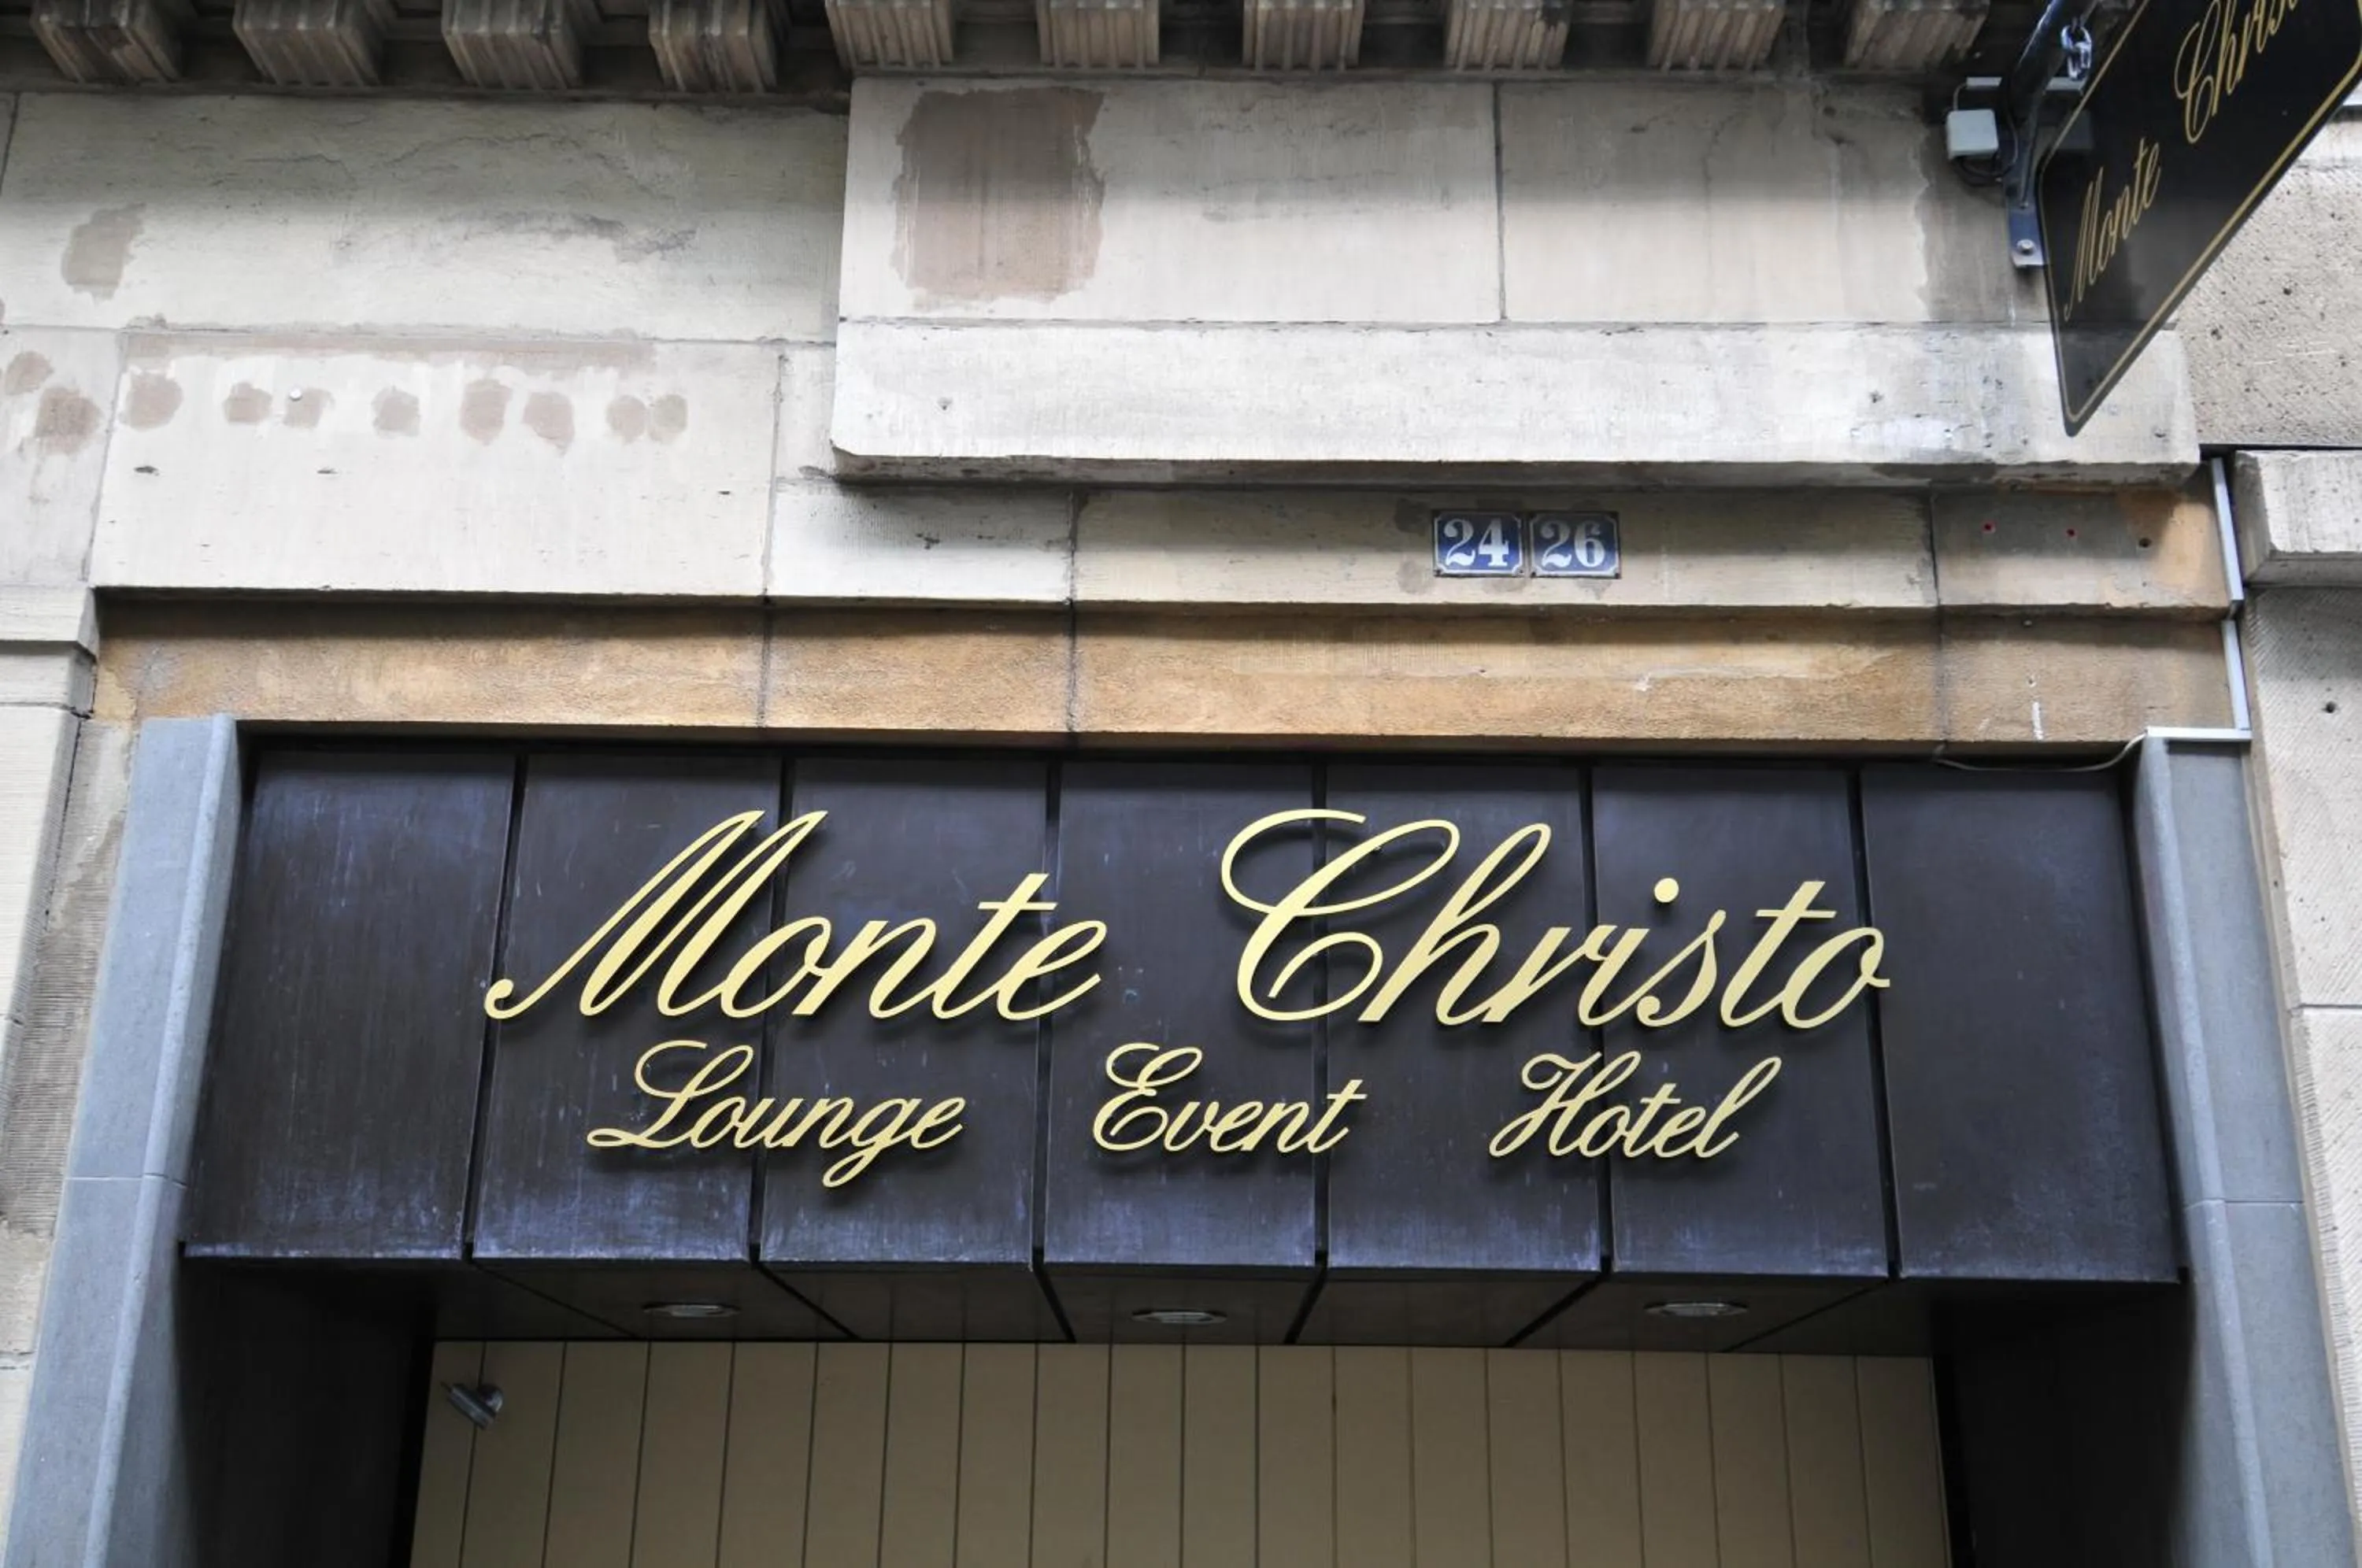 Monte Christo
24 26
Monte Christo
Lounge Event Hotel